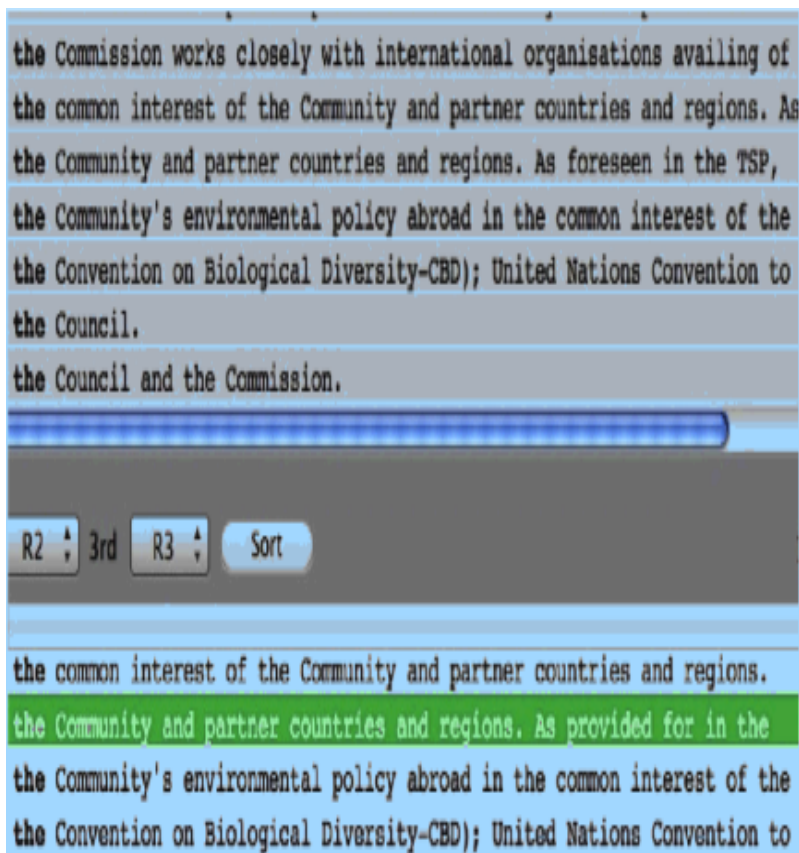 the Commission works closely with international organisations availing of
the common interest of the Community and partner countries and regions. As
the Community and partner countries and regions. As foreseen in the TSP,
the Community's environmental policy abroad in the common interest of the
the Convention on Biological Diversity-CBD); United Nations Convention to
the Council.
the Council and the Commission.
R2 3rd R3 Sort
the common interest of the Community and partner countries and regions.
the Community and partner countries and regions. As provided for in the
the Community's environmental policy abroad in the common interest of the
the Convention on Biological Diversity-CBD); United Nations Convention to